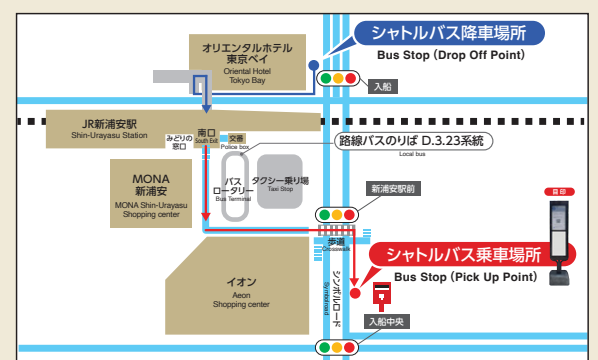 シャトルバス降車場所
Bus Stop (Drop Off Point)
オリエンタルホテル
東京ベイ
Oriental Hotel
Tokyo Bay
入船
JR新浦安駅
Shin-Urayasu Station
みどりの
窓口
南口
South Exit
交番
Police box
路線バスのりば D.3.23系統
Local bus
MONA
新浦安
MONA Shin-Urayasu
Shopping center
バス
ロータリー
Bus Terminal
タクシー乗り場
Taxi Stop
新浦安駅前
目印
歩道
Crosswalks
シャトルバス乗車場所
Bus Stop (Pick Up Point)
イオン
Aeon
Shopping center
シンボルロード
Symbol road
入船中央